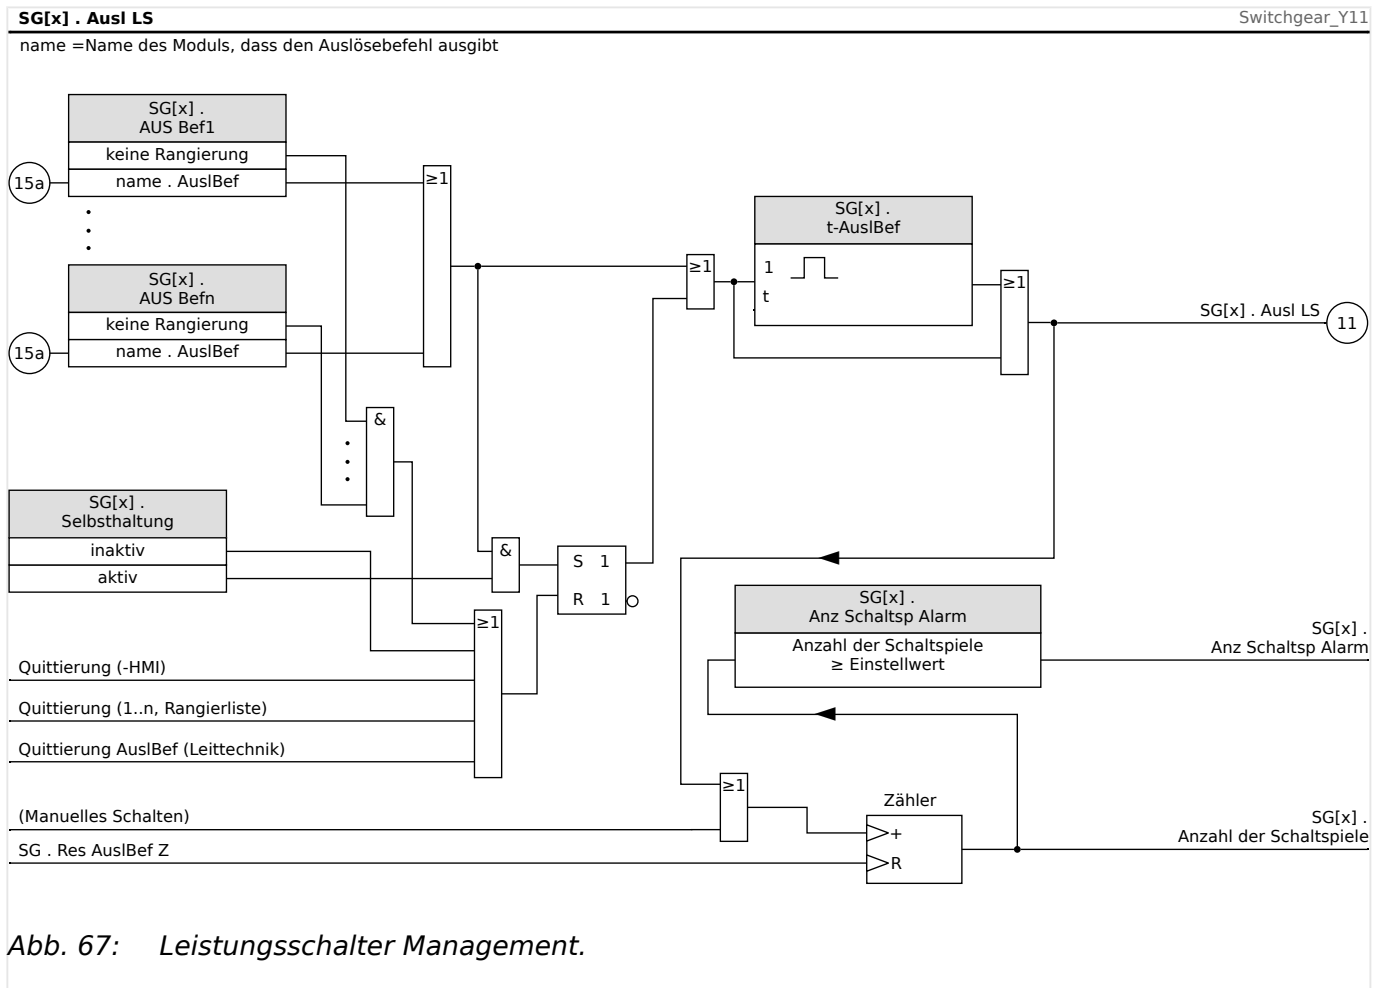 SG[x] . Ausl LS
Switchgear_Y11
name =Name des Moduls, dass den Auslösebefehl ausgibt
SG[x] .
AUS Bef1
keine Rangierung
15a
name . AuslBef
≥1
SG[x] .
t-AuslBef
1
t
≥1
≥1
SG[x] .
AUS Befn
keine Rangierung
15a
name . AuslBef
SG[x] . Ausl LS
11
&
SG[x] .
Selbsthaltung
inaktiv
aktiv
&
S 1
R 1
≥1
SG[x] .
Anz Schaltsp Alarm
Anzahl der Schaltspiele
≥ Einstellwert
SG[x] .
Anz Schaltsp Alarm
Quittierung (-HMI)
Quittierung (1..n, Rangierliste)
Quittierung AuslBef (Leittechnik)
≥1
Zähler
(Manuelles Schalten)
+
SG[x] .
Anzahl der Schaltspiele
SG . Res AuslBef Z
R
Abb. 67: Leistungsschalter Management.